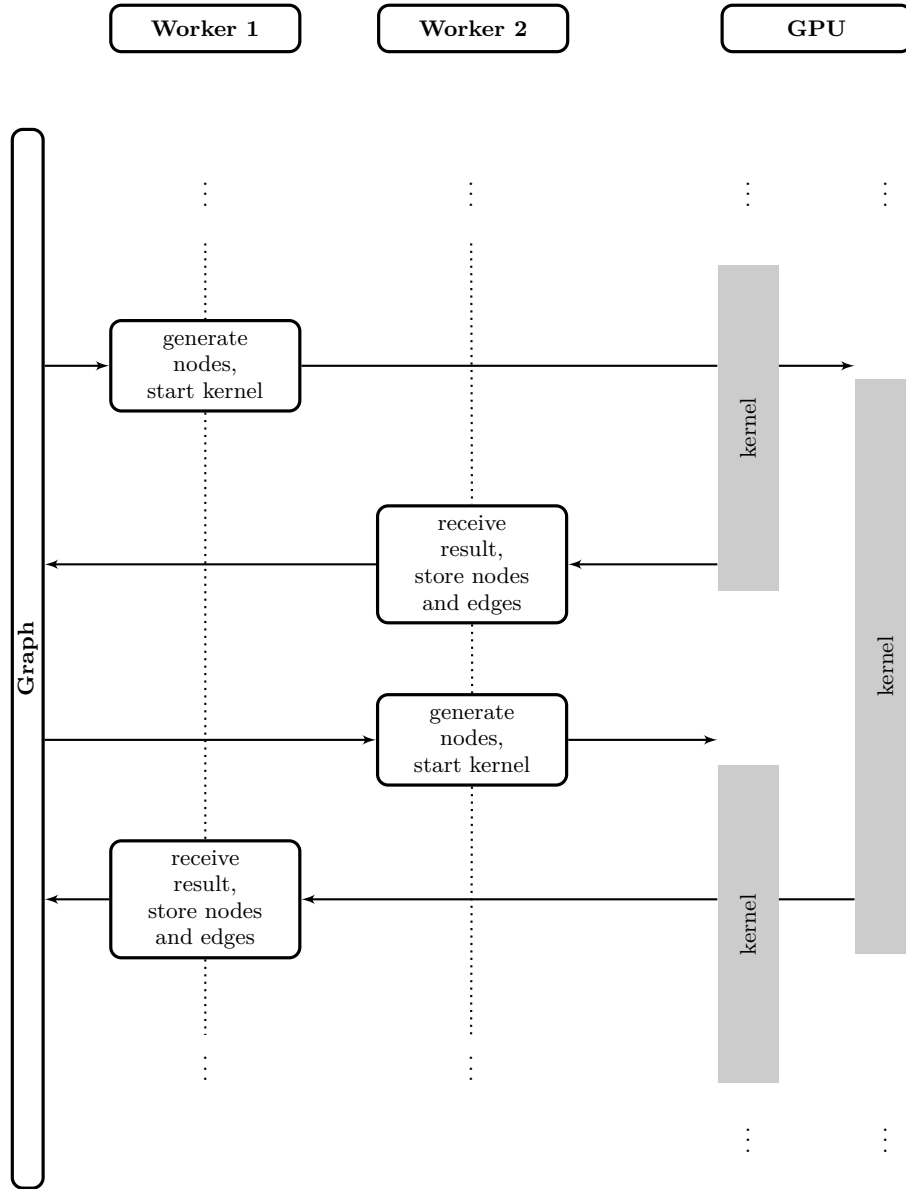 Worker 1
Worker 2
GPU
generate
nodes,
start kernel
kernel
receive
result,
store nodes
and edges
Graph
kernel
generate
nodes,
start kernel
receive
result,
store nodes
and edges
kernel